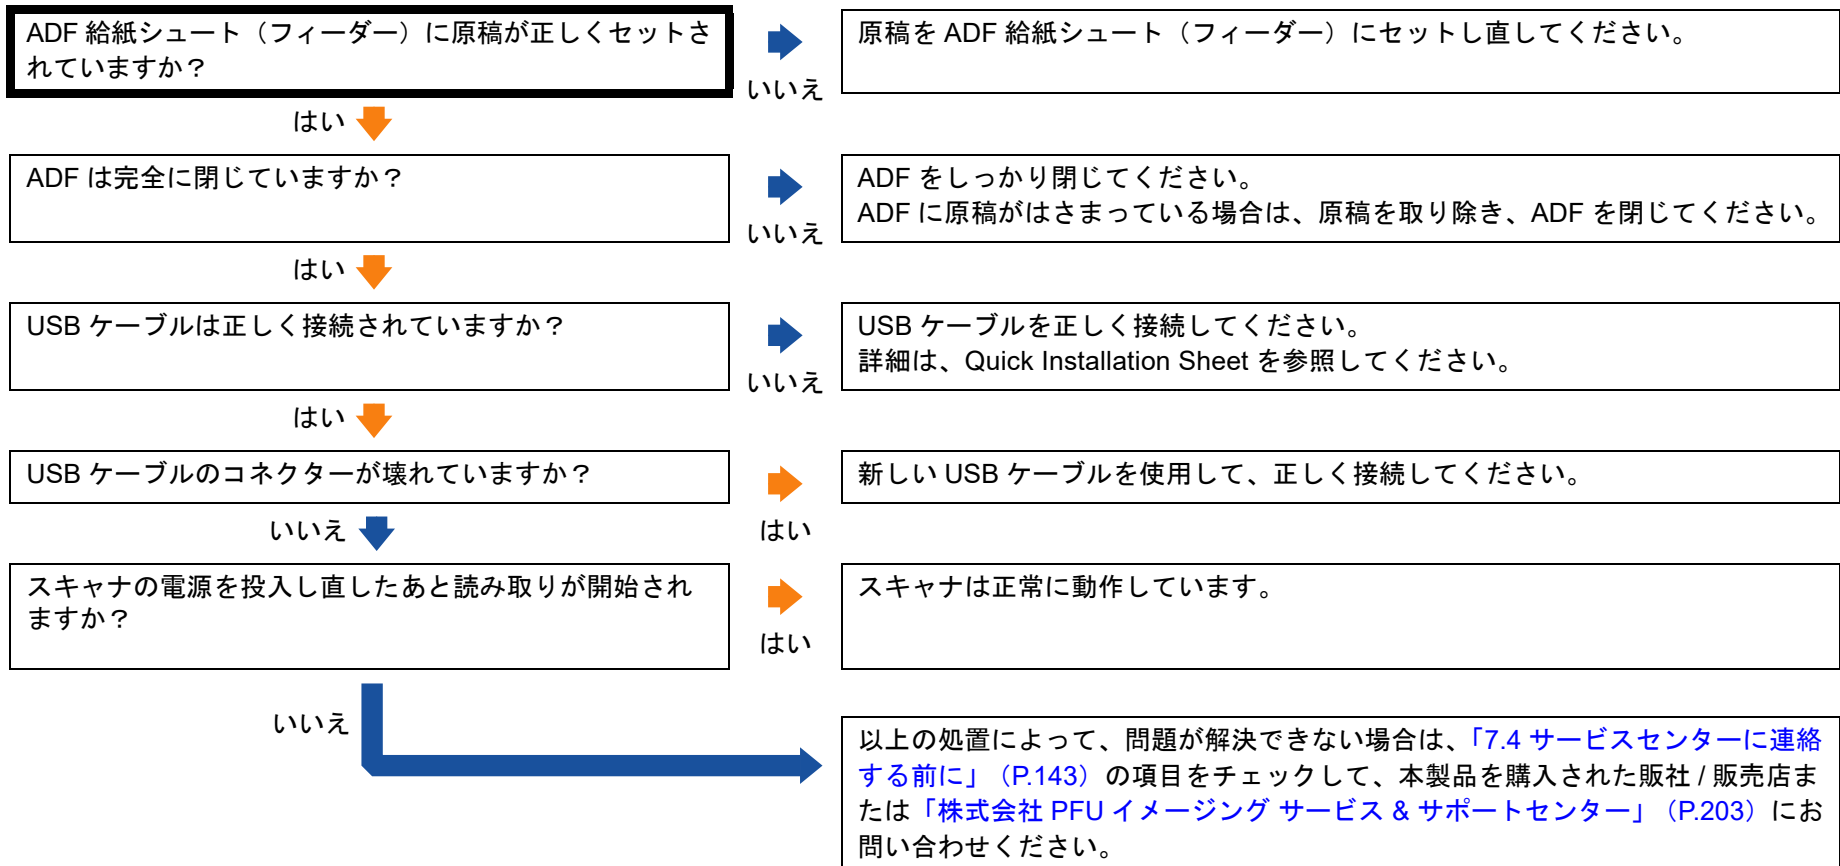 ADF 給紙シュート（フィーダー）に原稿が正しくセットさ
れていますか？
いいえ
原稿を ADF 給紙シュート（フィーダー）にセットし直してください。
はい
ADF は完全に閉じていますか？
いいえ
ADF をしっかり閉じてください。
ADF に原稿がはさまっている場合は、原稿を取り除き、ADF を閉じてください。
はい
USB ケーブルは正しく接続されていますか？
いいえ
USB ケーブルを正しく接続してください。
詳細は、Quick Installation Sheet を参照してください。
はい
USB ケーブルのコネクターが壊れていますか？
はい
新しい USB ケーブルを使用して、正しく接続してください。
いいえ
スキャナの電源を投入し直したあと読み取りが開始され
ますか？
はい
スキャナは正常に動作しています。
いいえ
以上の処置によって、問題が解決できない場合は、「7.4 サービスセンターに連絡
する前に」（P.143）の項目をチェックして、本製品を購入された販社 / 販売店ま
たは「株式会社 PFU イメージング サービス & サポートセンター」（P.203）にお
問い合わせください。